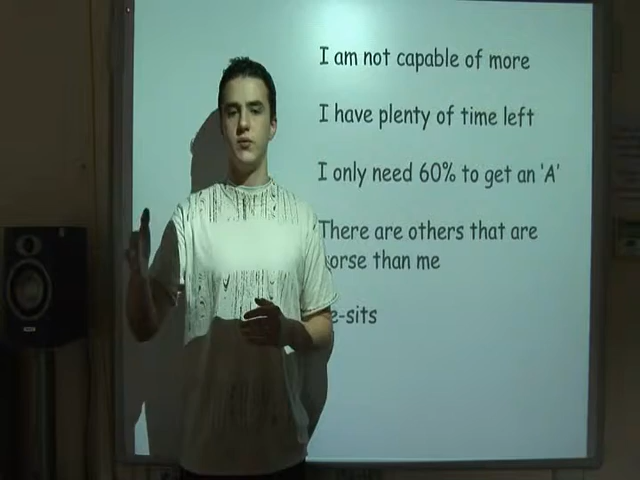 I am not capable of more
I have plenty of time left
I only need 60% to get an ‘A’
There are others that are
than me